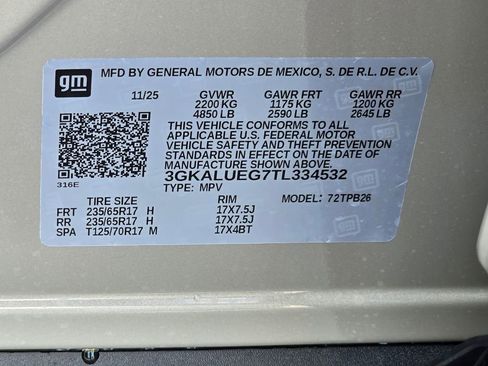 gm
MFD BY GENERAL MOTORS DE MEXICO, S. DE R.L. DE C.V.
11/25 GVWR GAWR FRT GAWR RR
2200 KG 1175 KG 1200 KG
4850 LB 2590 LB 2645 LB
THIS VEHICLE CONFORMS TO ALL
APPLICABLE U.S. FEDERAL MOTOR
VEHICLE SAFETY AND THEFT PREVENTION
STANDARDS IN EFFECT ON THE DATE OF
MANUFACTURE SHOWN ABOVE.
3GKALUEG7TL334532
316E TYPE: MPV
TIRE SIZE RIM MODEL: 72TPB26
FRT 235/65R17 H 17X7.5J
RR 235/65R17 H 17X7.5J
SPA T125/70R17 M 17X4BT